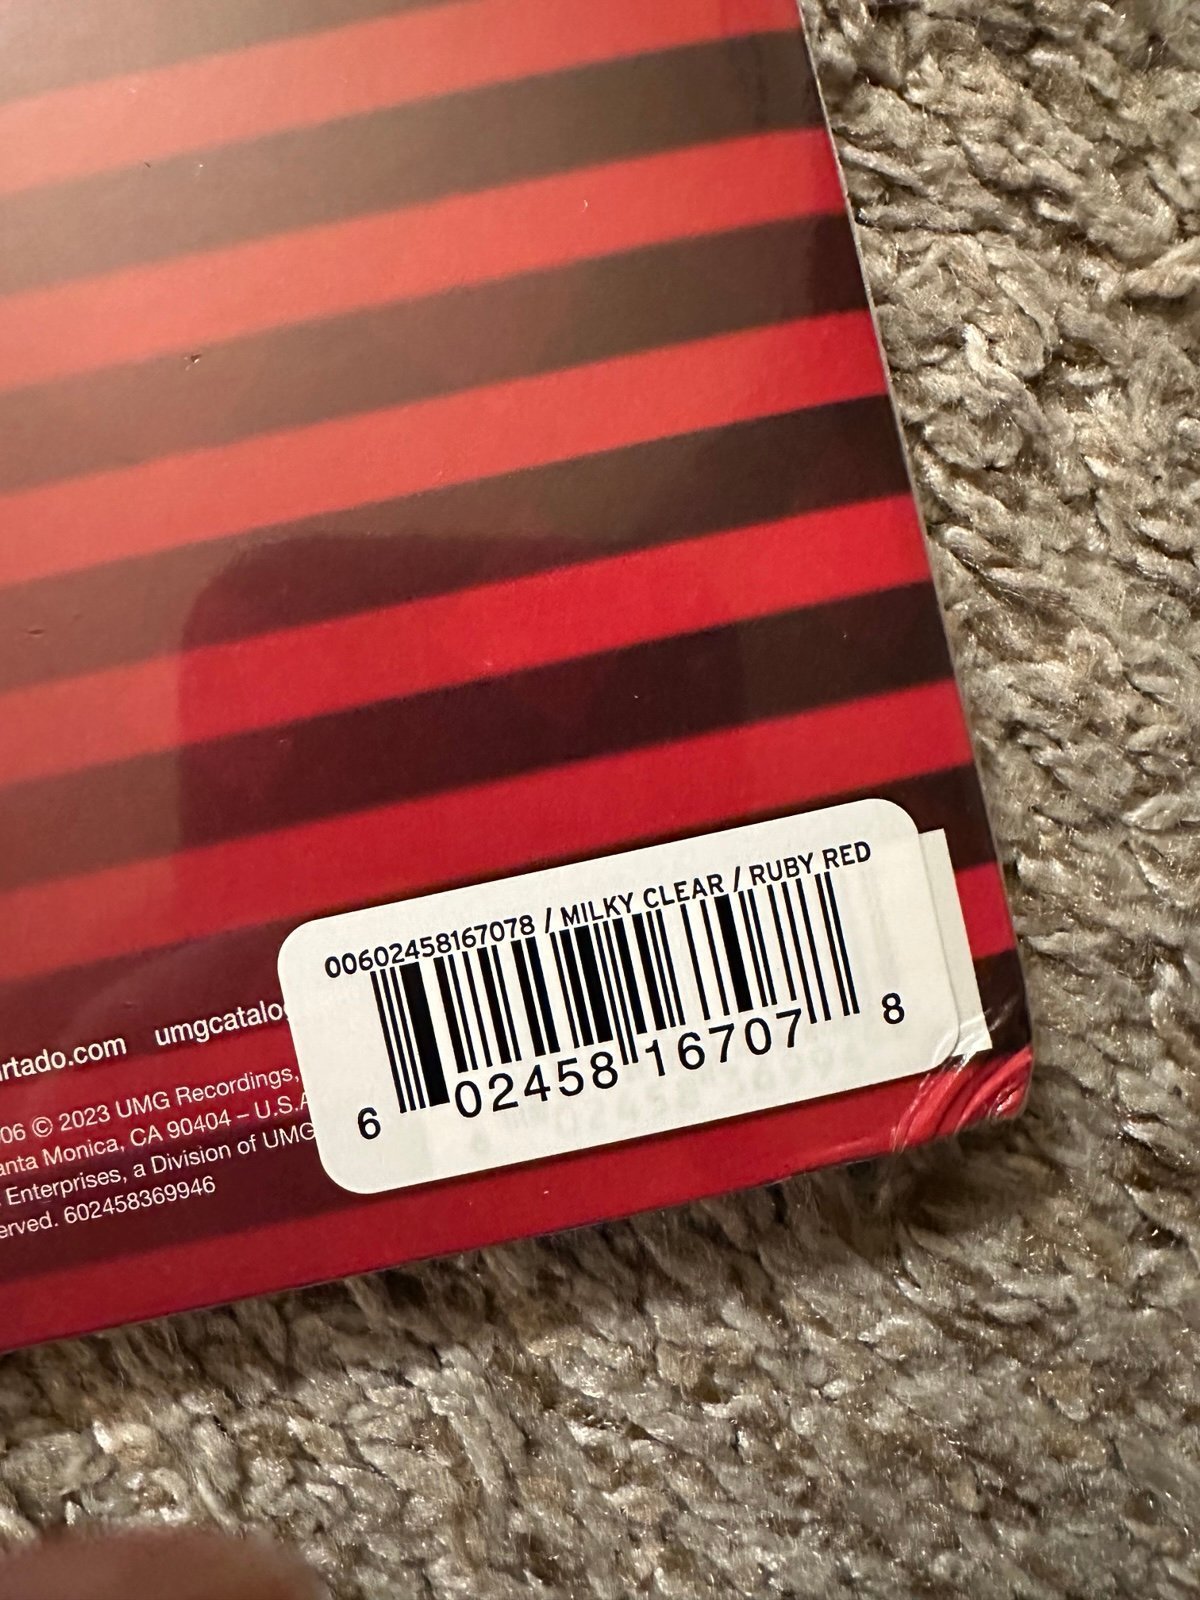 00602458167078 / MILKY CLEAR / RUBY RED
6 02458 16707 8
rtado.com umgcatalog
06 © 2023 UMG Recordings,
anta Monica, CA 90404 – U.S.A
Enterprises, a Division of UMG
erved. 602458369946